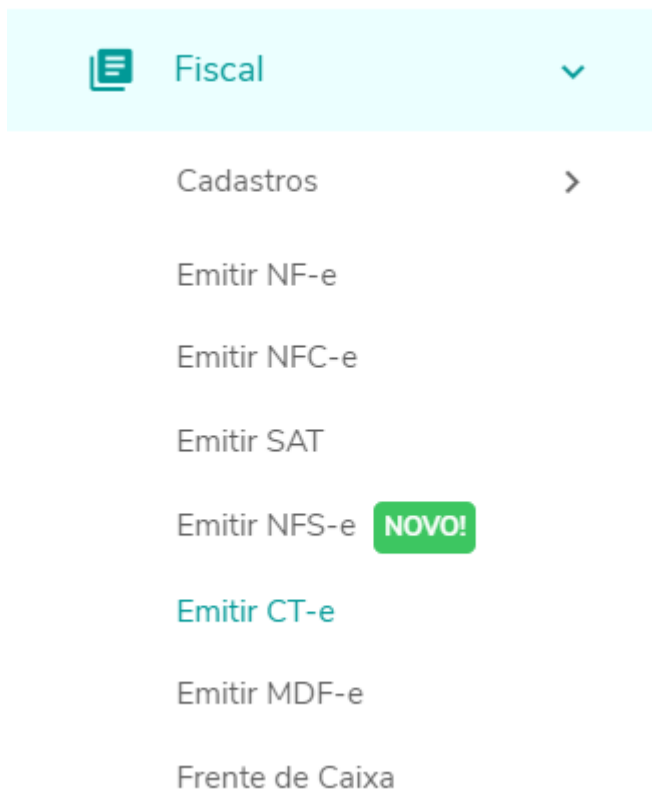 Fiscal
Cadastros
Emitir NF-e
Emitir NFC-e
Emitir SAT
Emitir NFS-e NOVO!
Emitir CT-e
Emitir MDF-e
Frente de Caixa